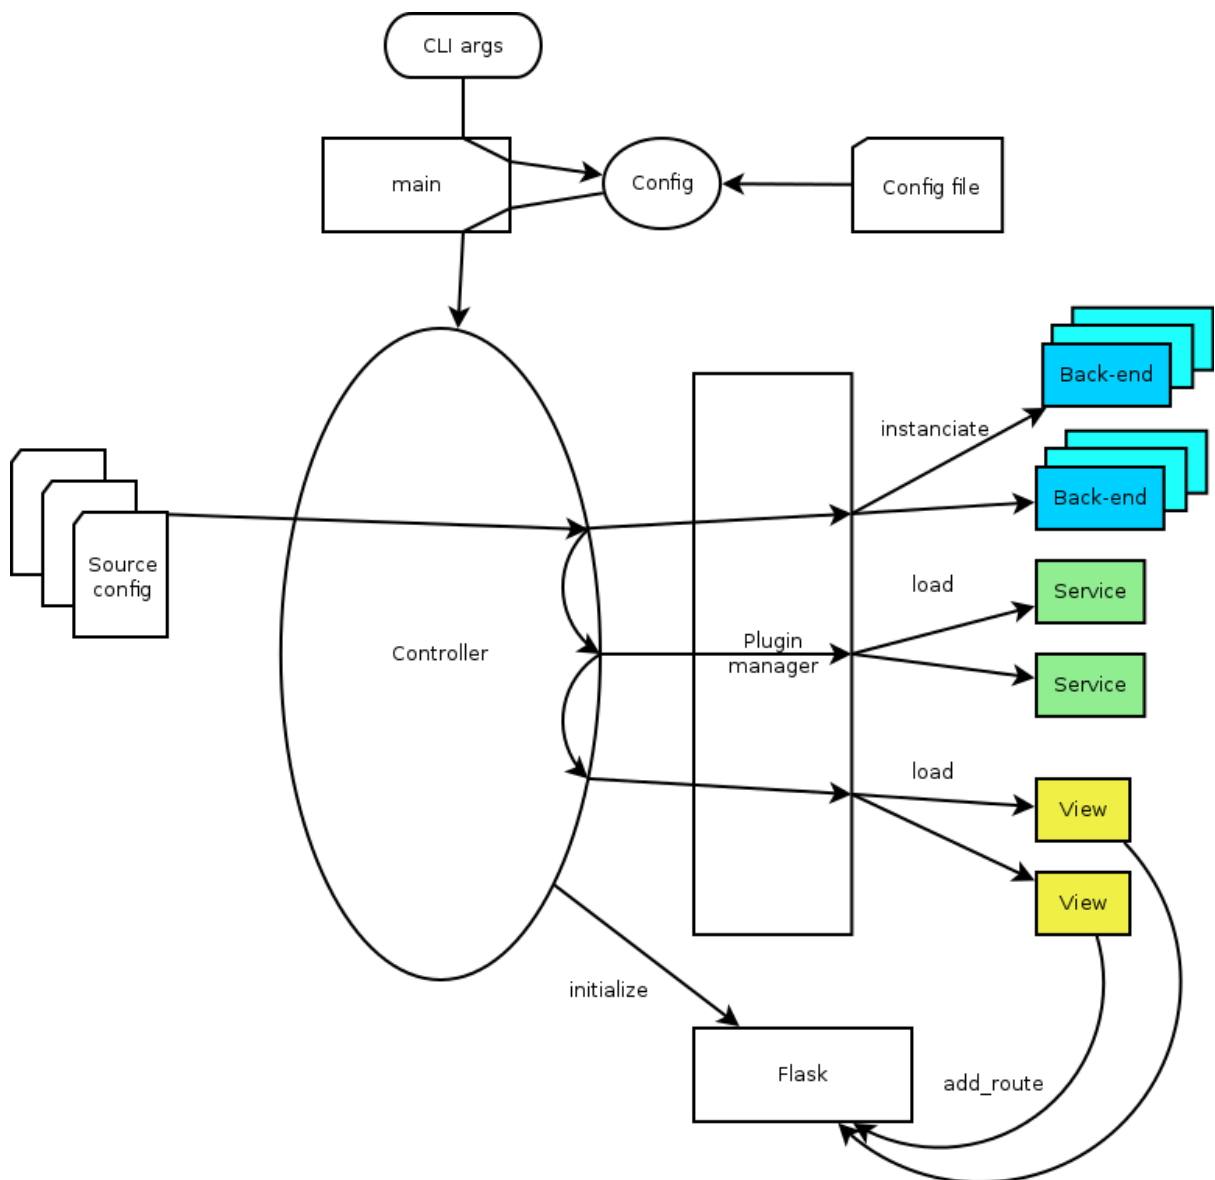 CLI args
main
Config
Config file
Back-end
instanciate
Back-end
Source
config
load
Service
Controller
Plugin
manager
Service
load
View
View
initialize
Flask
add_route